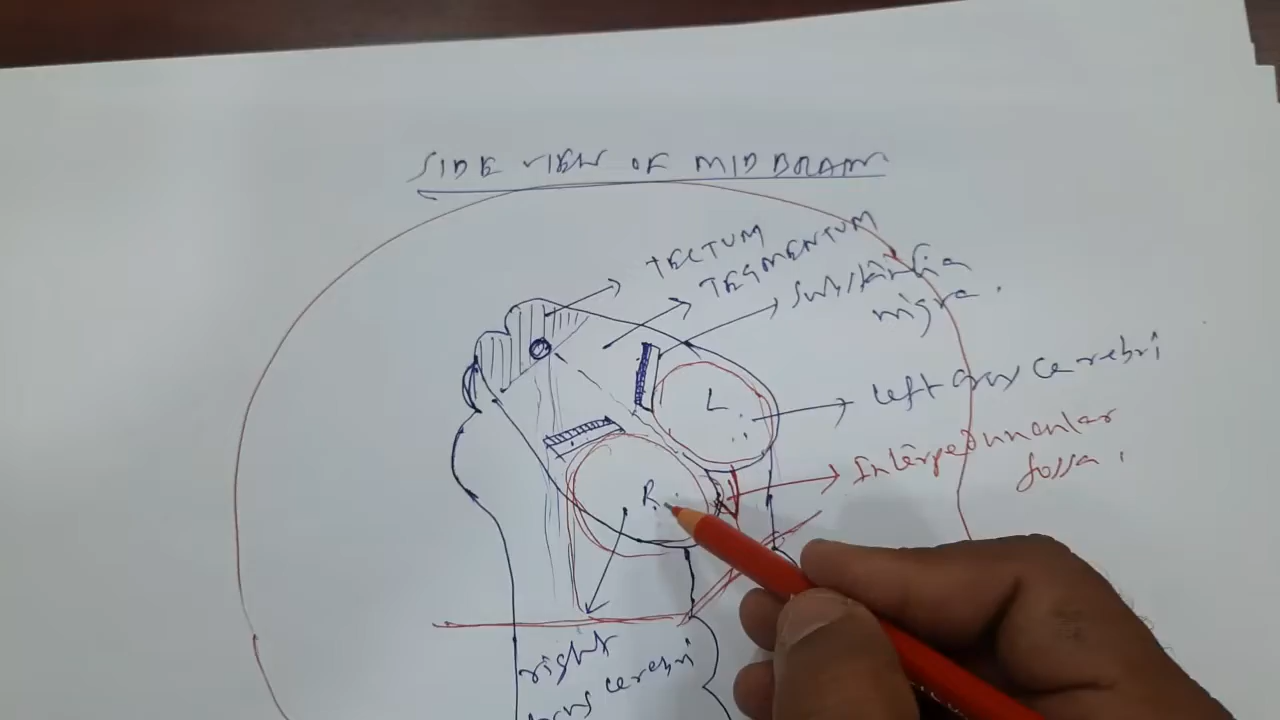 SIDE VIEW OF MIDBRAIN
TECTUM
TEGMENTUM
Substantia
nigra.
L
left crus cerebri
Interpeduncular
fossa.
R
right
crus cerebri